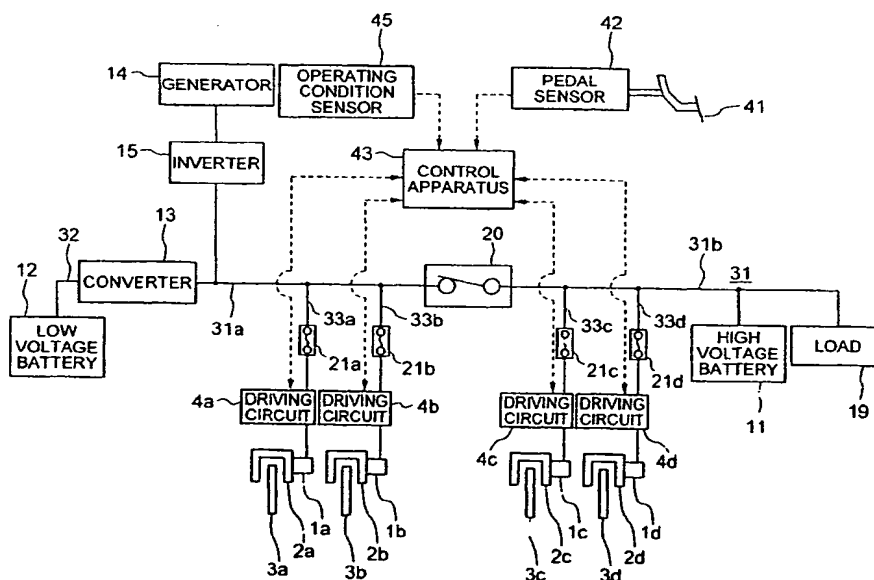 45
42
14
GENERATOR
OPERATING
CONDITION
SENSOR
PEDAL
SENSOR
41
15
INVERTER
43
CONTROL
APPARATUS
13
32
12
CONVERTER
20
31b
31
LOW
VOLTAGE
BATTERY
31a
33a
33b
33c
33d
21a
21b
21c
21d
HIGH
VOLTAGE
BATTERY
LOAD
4a
DRIVING
CIRCUIT
DRIVING
CIRCUIT
4b
DRIVING
CIRCUIT
DRIVING
CIRCUIT
11
19
4c
4d
1a
1b
1c
1d
2a
2b
2c
2d
3a
3b
3c
3d